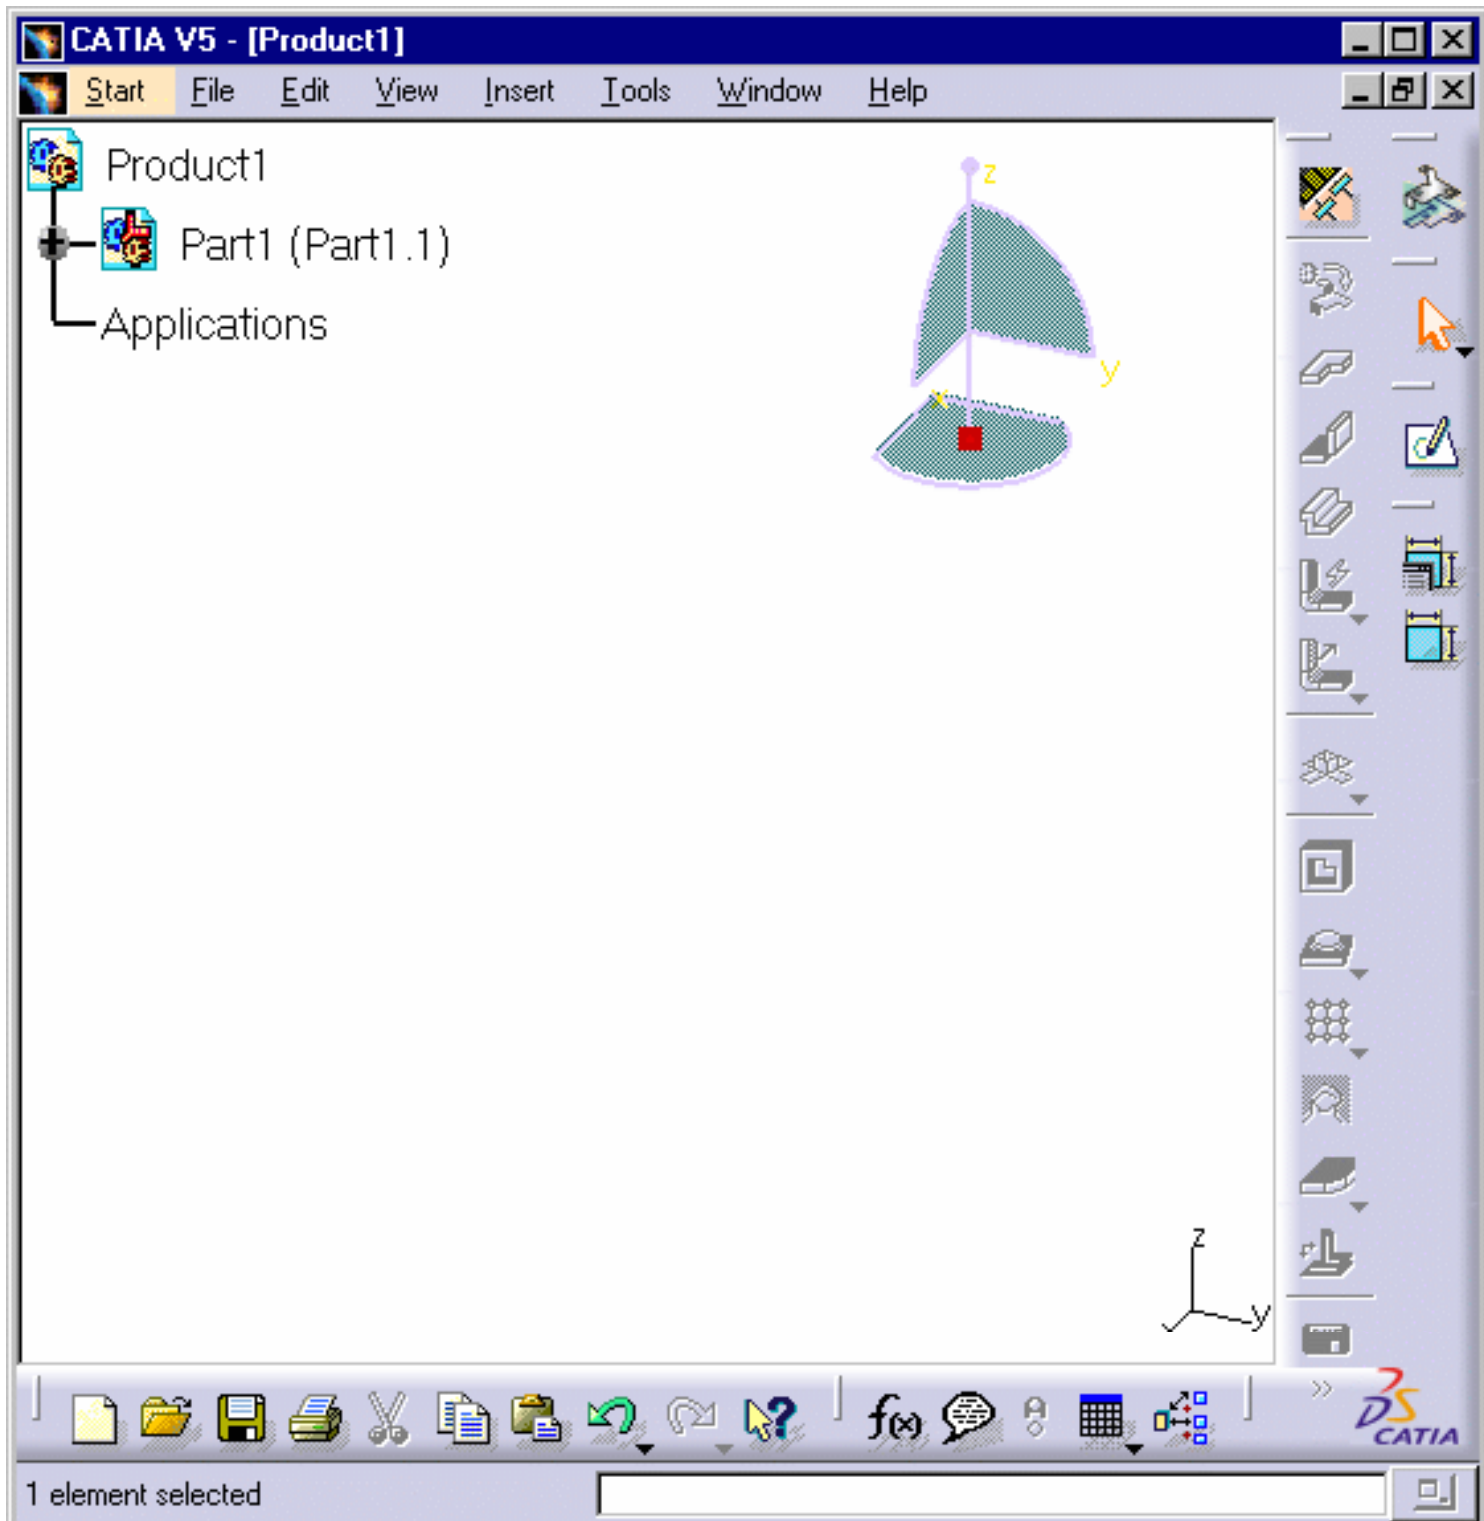 CATIA V5 - [Product1]
Start File Edit View Insert Tools Window Help
Product1
Part1 (Part1.1)
Applications
z
y
x
z
y
f(x)
CATIA
1 element selected